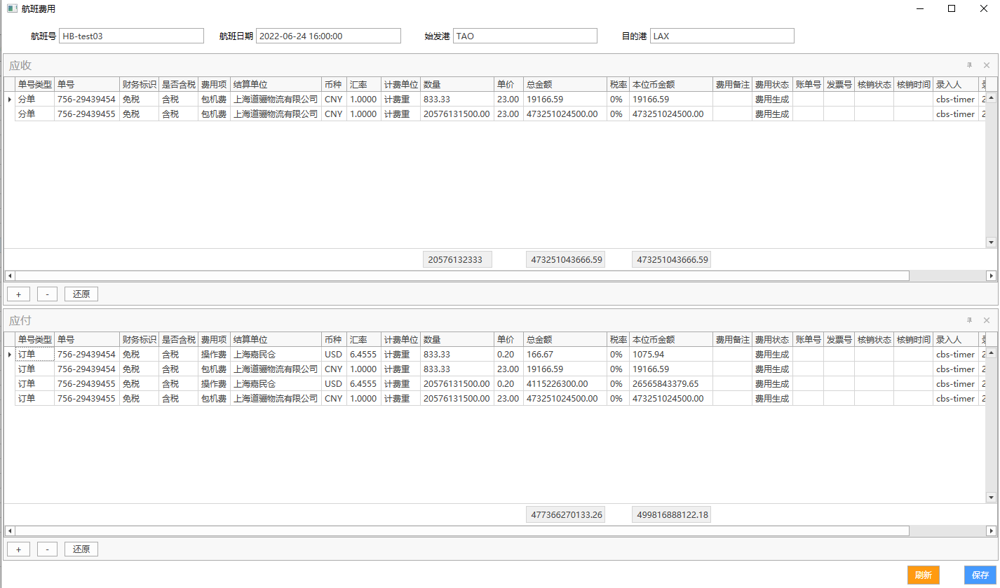 航班费用
航班号 HB-test03 航班日期 2022-06-24 16:00:00 始发港 TAO 目的港 LAX
应收
单号类型 单号 财务标识 是否含税 费用项 结算单位 币种 汇率 计费单位 数量 单价 总金额 税率 本位币金额 费用备注 费用状态 账单号 发票号 核销状态 核销时间 录入人
分单 756-29439454 免税 含税 包机费 上海道骊物流有限公司 CNY 1.0000 计费重 833.33 23.00 19166.59 0% 19166.59 费用生成 cbs-timer 2
分单 756-29439455 免税 含税 包机费 上海道骊物流有限公司 CNY 1.0000 计费重 20576131500.00 23.00 473251024500.00 0% 473251024500.00 费用生成 cbs-timer 2
20576132333 473251043666.59 473251043666.59
+ - 还原
应付
单号类型 单号 财务标识 是否含税 费用项 结算单位 币种 汇率 计费单位 数量 单价 总金额 税率 本位币金额 费用备注 费用状态 账单号 发票号 核销状态 核销时间 录入人
订单 756-29439454 免税 含税 操作费 上海嘉民仓 USD 6.4555 计费重 833.33 0.20 166.67 0% 1075.94 费用生成 cbs-timer 2
订单 756-29439454 免税 含税 包机费 上海道骊物流有限公司 CNY 1.0000 计费重 833.33 23.00 19166.59 0% 19166.59 费用生成 cbs-timer 2
订单 756-29439455 免税 含税 操作费 上海嘉民仓 USD 6.4555 计费重 20576131500.00 0.20 4115226300.00 0% 26565843379.65 费用生成 cbs-timer 2
订单 756-29439455 免税 含税 包机费 上海道骊物流有限公司 CNY 1.0000 计费重 20576131500.00 23.00 473251024500.00 0% 473251024500.00 费用生成 cbs-timer 2
477366270133.26 499816888122.18
+ - 还原
刷新 保存